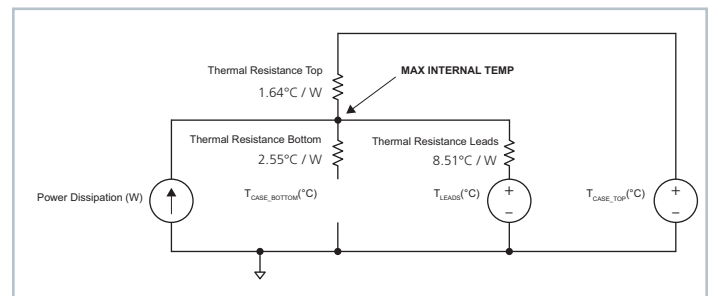 Thermal Resistance Top
1.64°C / W
MAX INTERNAL TEMP
Thermal Resistance Bottom
2.55°C / W
Thermal Resistance Leads
8.51°C / W
Power Dissipation (W)
TCASE_BOTTOM(°C)
TLEADS(°C)
+
–
TCASE_TOP(°C)
+
–